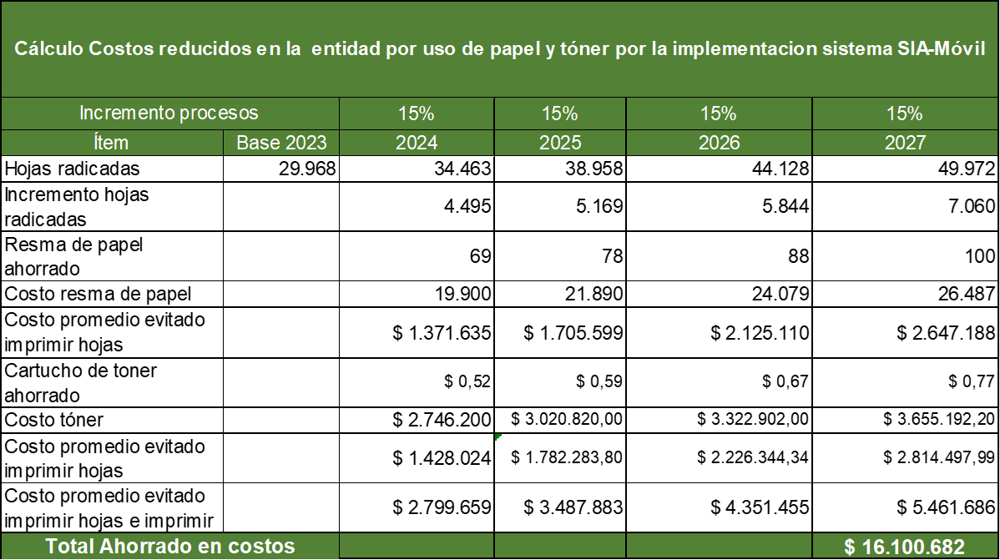 Cálculo Costos reducidos en la  entidad por uso de papel y tóner por la implementacion sistema SIA-Móvil
Incremento procesos 15% 15% 15% 15%
Ítem Base 2023 2024 2025 2026 2027
Hojas radicadas 29.968 34.463 38.958 44.128 49.972
Incremento hojas
radicadas 4.495 5.169 5.844 7.060
Resma de papel
ahorrado 69 78 88 100
Costo resma de papel 19.900 21.890 24.079 26.487
Costo promedio evitado
imprimir hojas $ 1.371.635 $ 1.705.599 $ 2.125.110 $ 2.647.188
Cartucho de toner
ahorrado $ 0,52 $ 0,59 $ 0,67 $ 0,77
Costo tóner $ 2.746.200 $ 3.020.820,00 $ 3.322.902,00 $ 3.655.192,20
Costo promedio evitado
imprimir hojas $ 1.428.024 $ 1.782.283,80 $ 2.226.344,34 $ 2.814.497,99
Costo promedio evitado
imprimir hojas e imprimir $ 2.799.659 $ 3.487.883 $ 4.351.455 $ 5.461.686
Total Ahorrado en costos $ 16.100.682